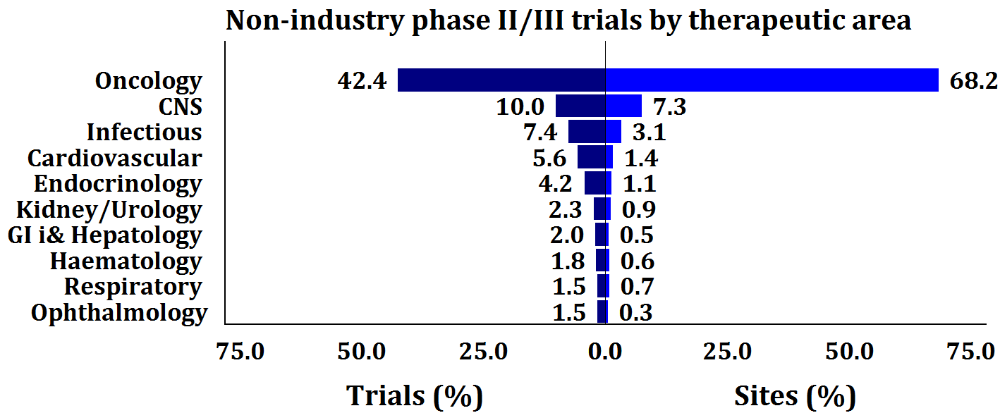 Non-industry phase II/III trials by therapeutic area
Oncology 42.4 68.2
CNS 10.0 7.3
Infectious 7.4 3.1
Cardiovascular 5.6 1.4
Endocrinology 4.2 1.1
Kidney/Urology 2.3 0.9
GI i& Hepatology 2.0 0.5
Haematology 1.8 0.6
Respiratory 1.5 0.7
Ophthalmology 1.5 0.3
75.0 50.0 25.0 0.0 25.0 50.0 75.0
Trials (%) Sites (%)